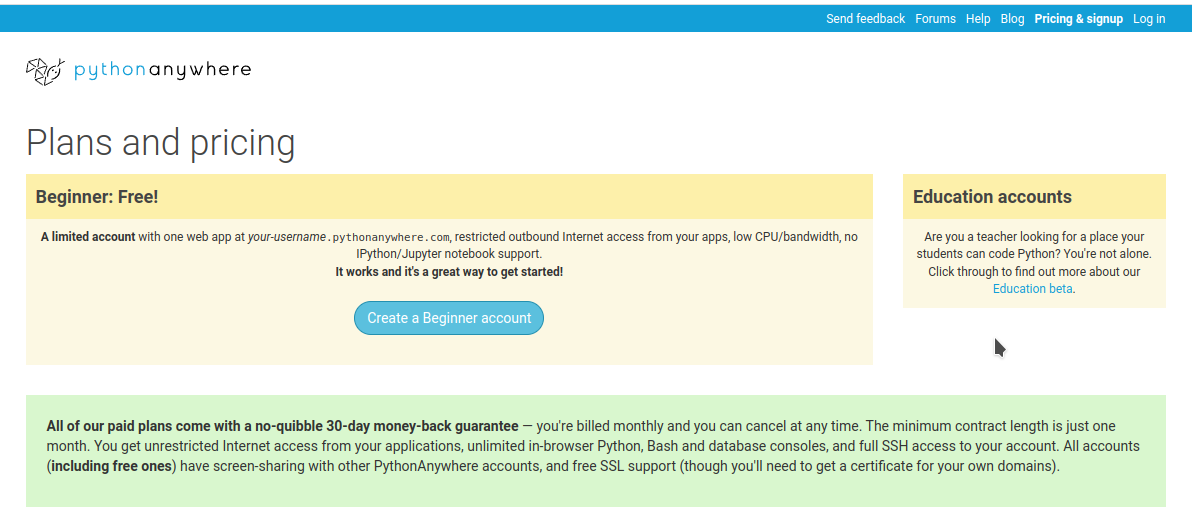 Send feedback Forums Help Blog Pricing & signup Log in
pythonanywhere
Plans and pricing
Beginner: Free!
A limited account with one web app at your-username.pythonanywhere.com, restricted outbound Internet access from your apps, low CPU/bandwidth, no
IPython/Jupyter notebook support.
It works and it's a great way to get started!
Create a Beginner account
Education accounts
Are you a teacher looking for a place your
students can code Python? You're not alone.
Click through to find out more about our
Education beta.
All of our paid plans come with a no-quibble 30-day money-back guarantee — you're billed monthly and you can cancel at any time. The minimum contract length is just one
month. You get unrestricted Internet access from your applications, unlimited in-browser Python, Bash and database consoles, and full SSH access to your account. All accounts
(including free ones) have screen-sharing with other PythonAnywhere accounts, and free SSL support (though you'll need to get a certificate for your own domains).